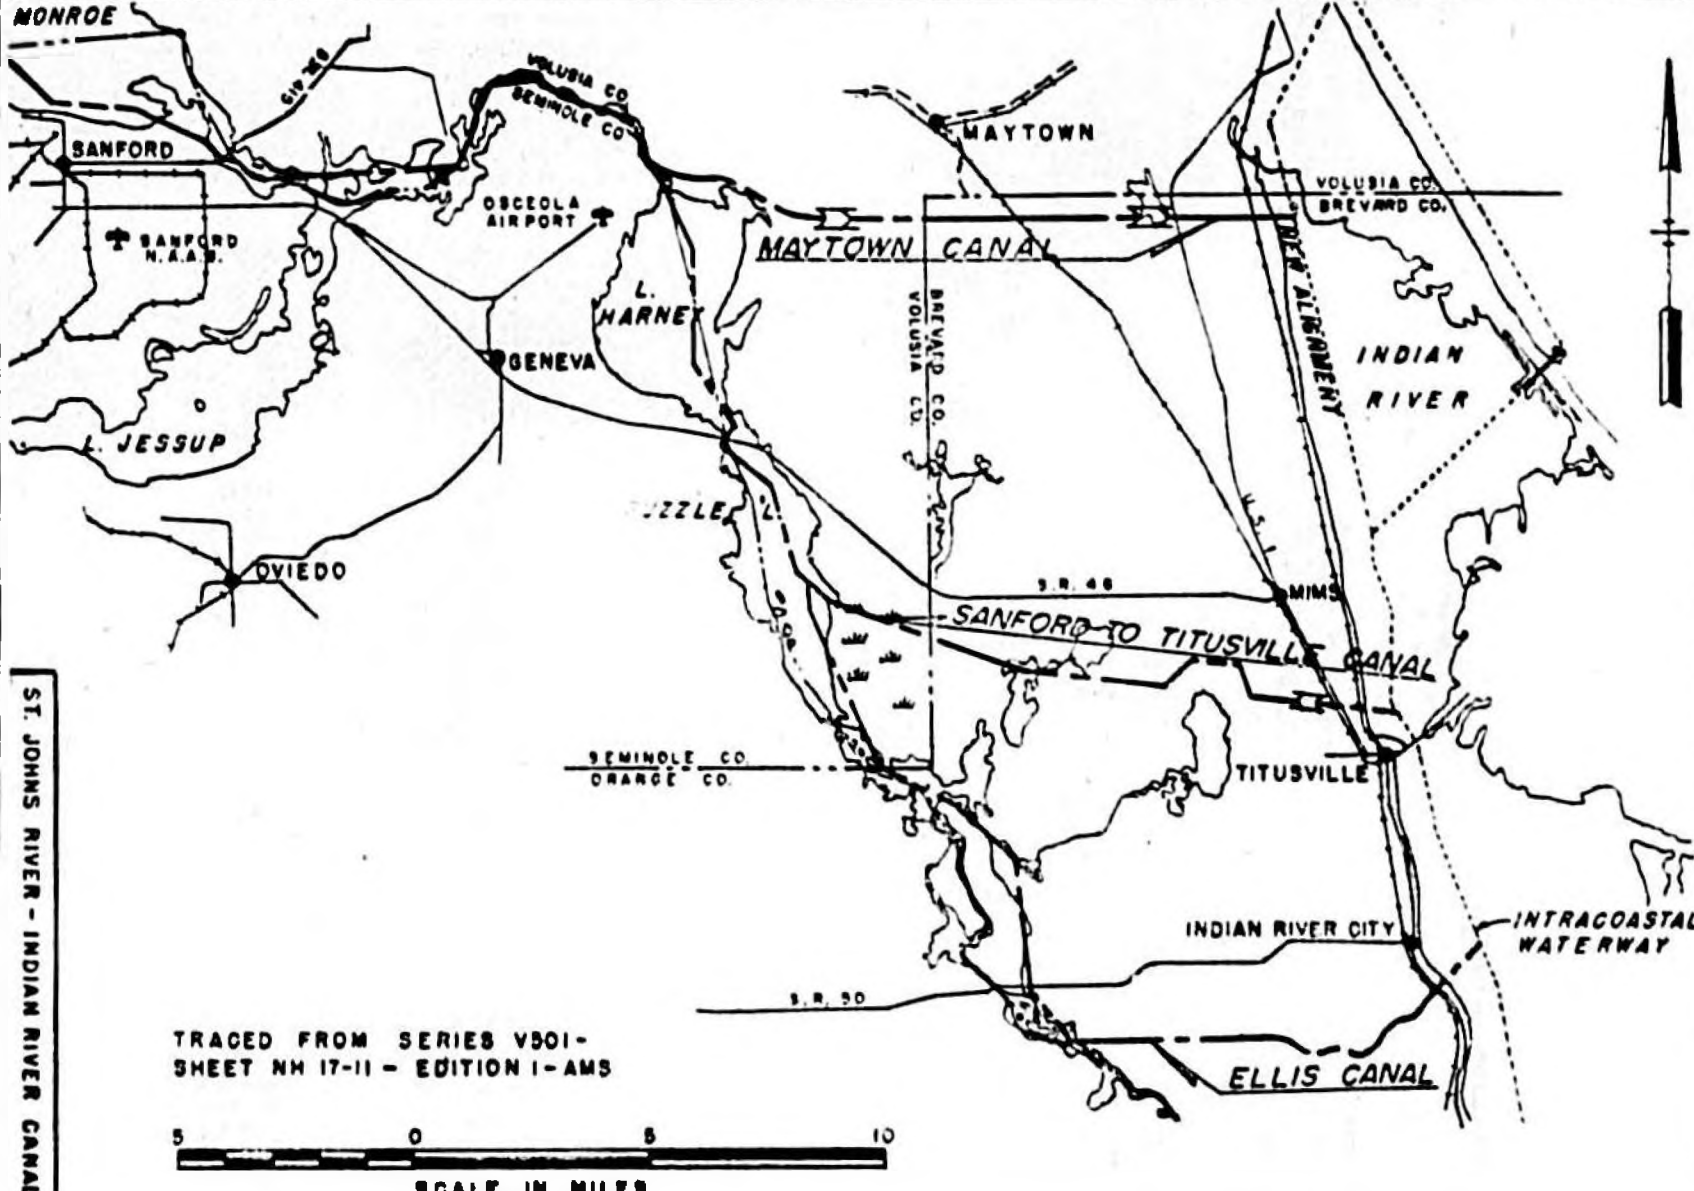 MONROE
SANFORD
SANFORD
N.A.A.S.
VOLUSIA CO
SEMINOLE CO
OSCEOLA
AIRPORT
MAYTOWN
VOLUSIA CO.
BREVARD CO.
MAYTOWN CANAL
L.
HARNEY
BREVARD CO.
VOLUSIA CO.
ALIGNMENT
INDIAN
RIVER
GENEVA
L. JESSUP
L.
U.S. 1
OVIEDO
S.R. 46
MIMS
SANFORD TO TITUSVILLE CANAL
SEMINOLE CO.
ORANGE CO.
TITUSVILLE
INDIAN RIVER CITY
INTRACOASTAL
WATERWAY
S.R. 50
ELLIS CANAL
TRACED FROM SERIES V501-
SHEET NH 17-11 - EDITION 1-AMS
5 0 5 10
SCALE IN MILES
ST. JOHNS RIVER - INDIAN RIVER CANAL